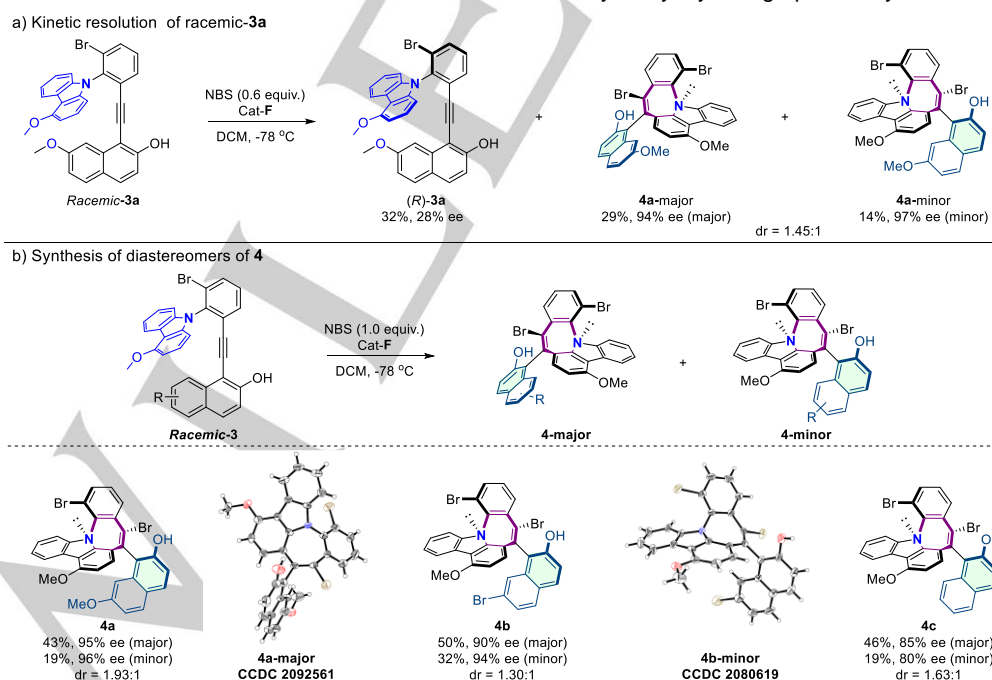 a) Kinetic resolution of racemic-3a
Br
N
O
O
OH
Racemic-3a
NBS (0.6 equiv.)
Cat-F
DCM, -78 °C
Br
N
O
O
OH
(R)-3a
32%, 28% ee
+
Br
Br
N
OH
OMe
OMe
4a-major
29%, 94% ee (major)
+
Br
Br
N
OH
MeO
MeO
4a-minor
14%, 97% ee (minor)
dr = 1.45:1
b) Synthesis of diastereomers of 4
Br
N
O
OH
R
Racemic-3
NBS (1.0 equiv.)
Cat-F
DCM, -78 °C
Br
Br
N
OH
OMe
R
4-major
+
Br
Br
N
OH
MeO
R
4-minor
Br
Br
N
OH
MeO
MeO
4a
43%, 95% ee (major)
19%, 96% ee (minor)
dr = 1.93:1
4a-major
CCDC 2092561
Br
Br
N
OH
MeO
Br
4b
50%, 90% ee (major)
32%, 94% ee (minor)
dr = 1.30:1
4b-minor
CCDC 2080619
Br
Br
N
MeO
4c
46%, 85% ee (major)
19%, 80% ee (minor)
dr = 1.63:1